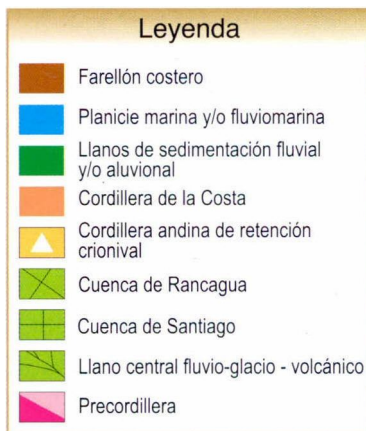 Leyenda
Farellón costero
Planicie marina y/o fluviomarina
Llanos de sedimentación fluvial
y/o aluvional
Cordillera de la Costa
Cordillera andina de retención
crionival
Cuenca de Rancagua
Cuenca de Santiago
Llano central fluvio-glacio - volcánico
Precordillera